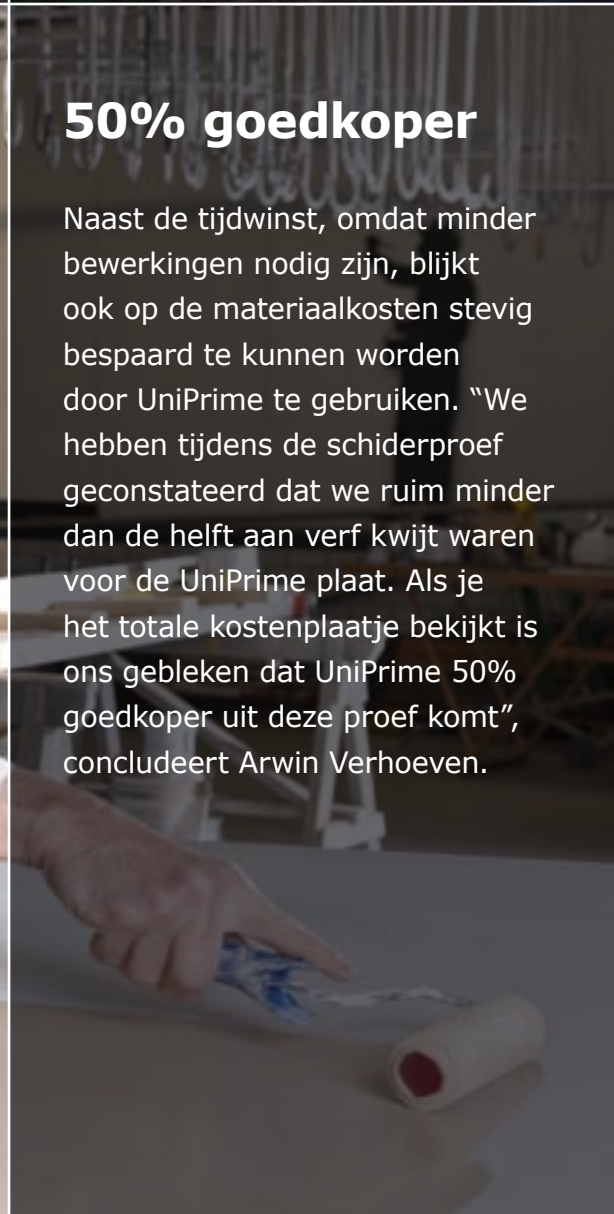 50% goedkoper
Naast de tijdwinst, omdat minder
bewerkingen nodig zijn, blijkt
ook op de materiaalkosten stevig
bespaard te kunnen worden
door UniPrime te gebruiken. “We
hebben tijdens de schiderproef
geconstateerd dat we ruim minder
dan de helft aan verf kwijt waren
voor de UniPrime plaat. Als je
het totale kostenplaatje bekijkt is
ons gebleken dat UniPrime 50%
goedkoper uit deze proef komt”,
concludeert Arwin Verhoeven.